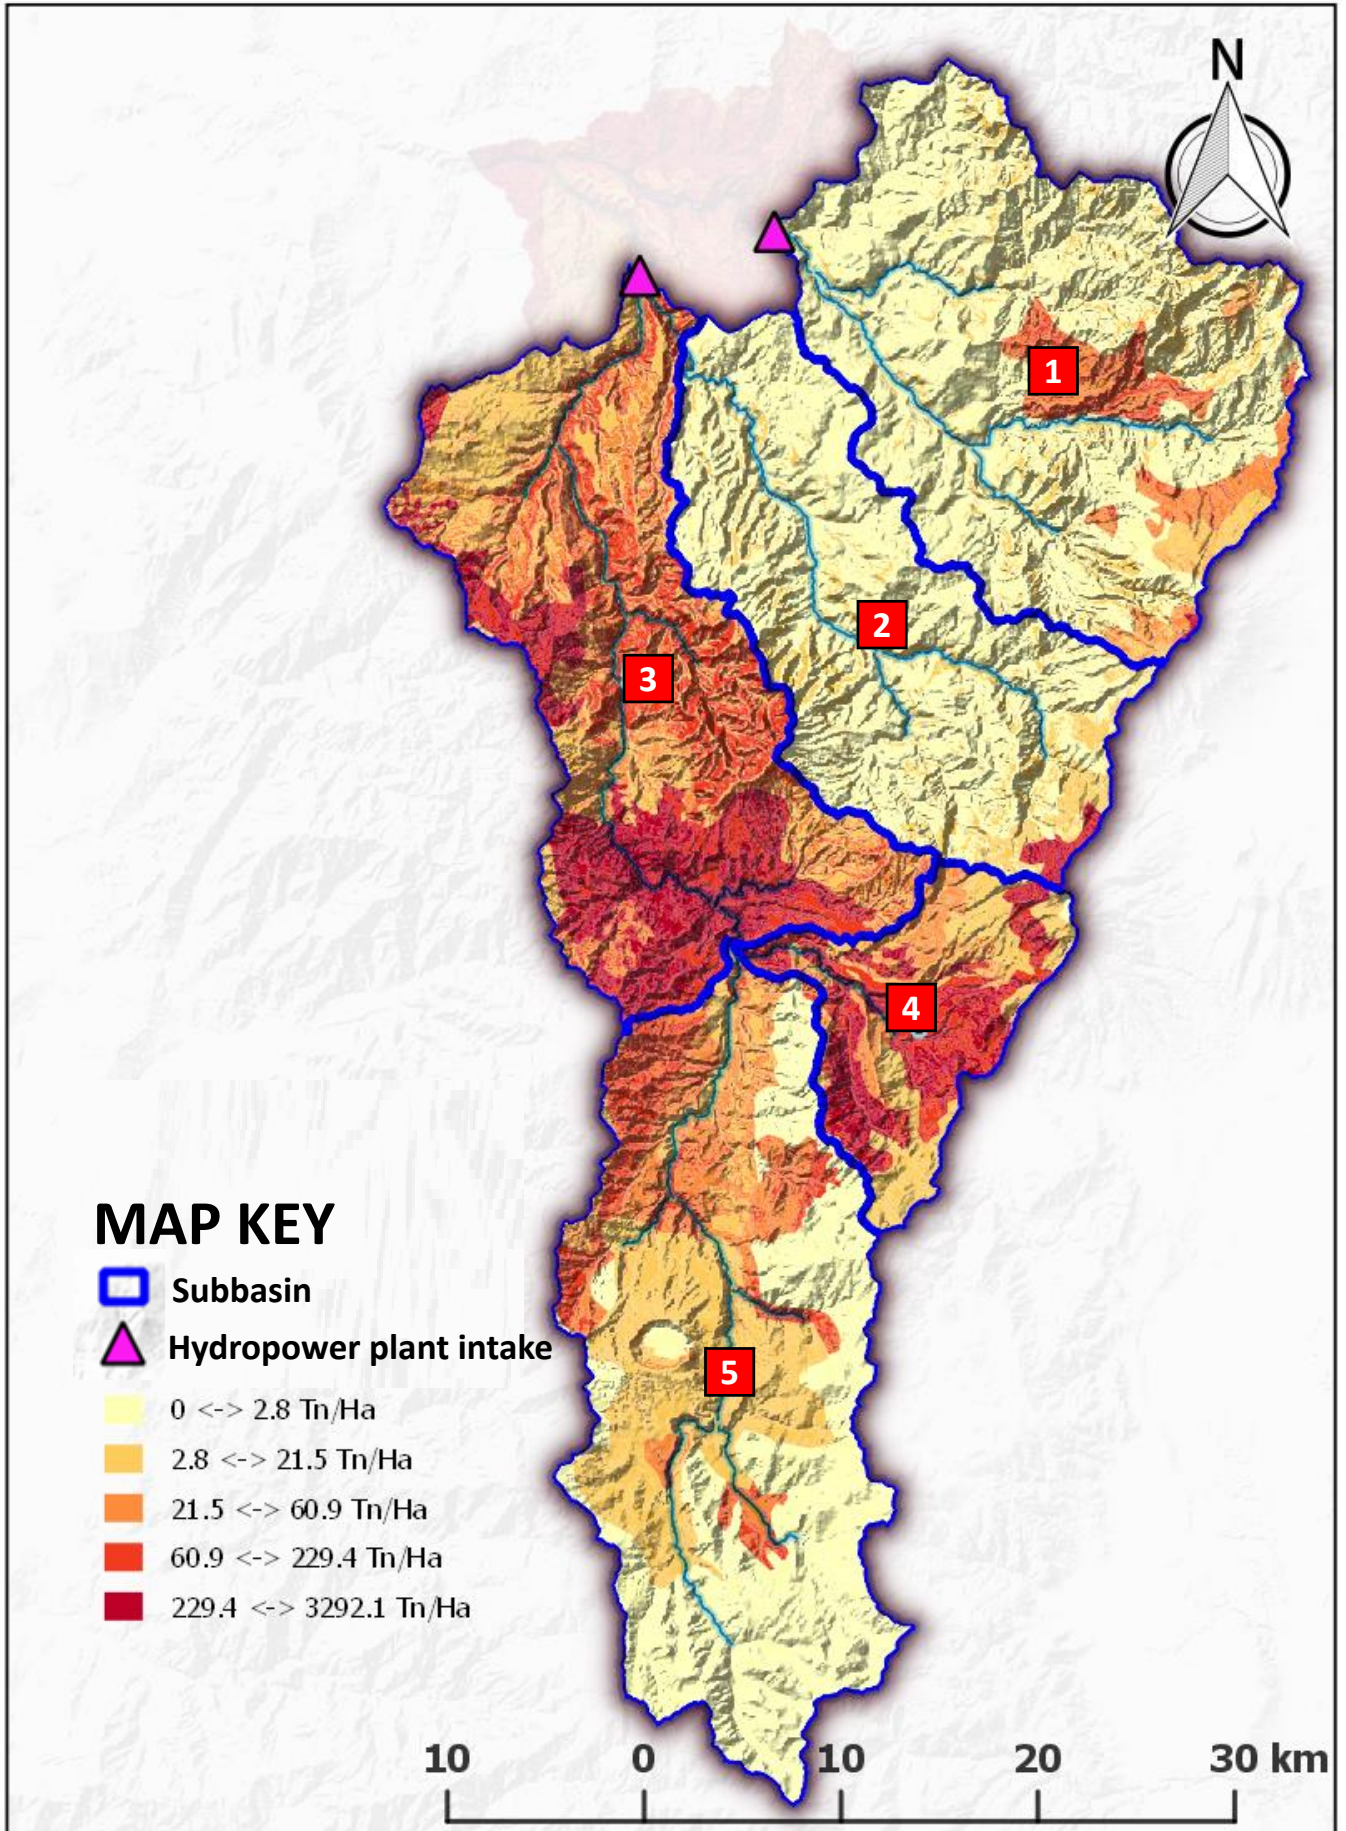 N
1
2
3
4
5
MAP KEY
Subbasin
Hydropower plant intake
0 <-> 2.8 Tn/Ha
2.8 <-> 21.5 Tn/Ha
21.5 <-> 60.9 Tn/Ha
60.9 <-> 229.4 Tn/Ha
229.4 <-> 3292.1 Tn/Ha
10 0 10 20 30 km